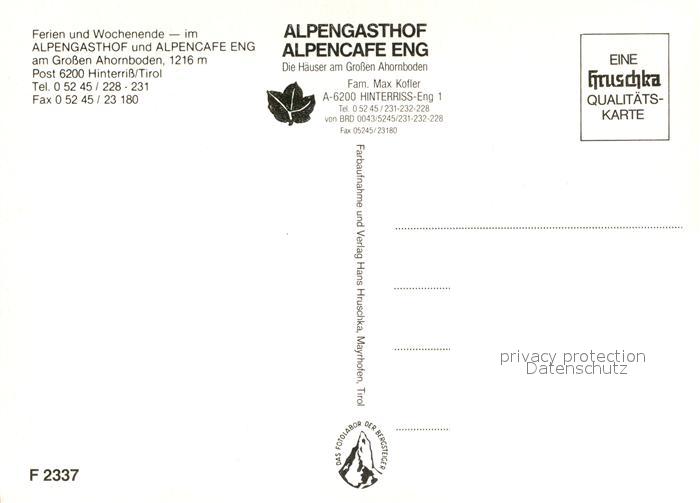 Ferien und Wochenende — im
ALPENGASTHOF und ALPENCAFE ENG
am Großen Ahornboden, 1216 m
Post 6200 Hinterriß/Tirol
Tel. 0 52 45 / 228 - 231
Fax 0 52 45 / 23 180
ALPENGASTHOF
ALPENCAFE ENG
Die Häuser am Großen Ahornboden
Fam. Max Kofler
A-6200 HINTERRISS-Eng 1
Tel. 0 52 45 / 231-232-228
von BRD 0043/5245/231-232-228
Fax 05245/23180
EINE
Hruschka
QUALITÄTS-
KARTE
Farbaufnahme und Verlag Hans Hruschka, Mayrhofen, Tirol
privacy protection
Datenschutz
DAS FOTOLABOR DER BERGSTEIGER
F 2337